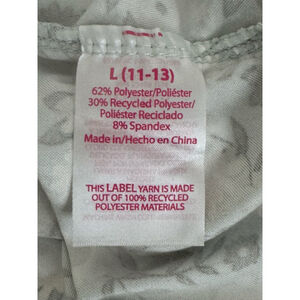 L (11-13)
62% Polyester/Poliéster
30% Recycled Polyester/
Poliéster Reciclado
8% Spandex
Made in/Hecho en China
THIS LABEL YARN IS MADE
OUT OF 100% RECYCLED
POLYESTER MATERIALS